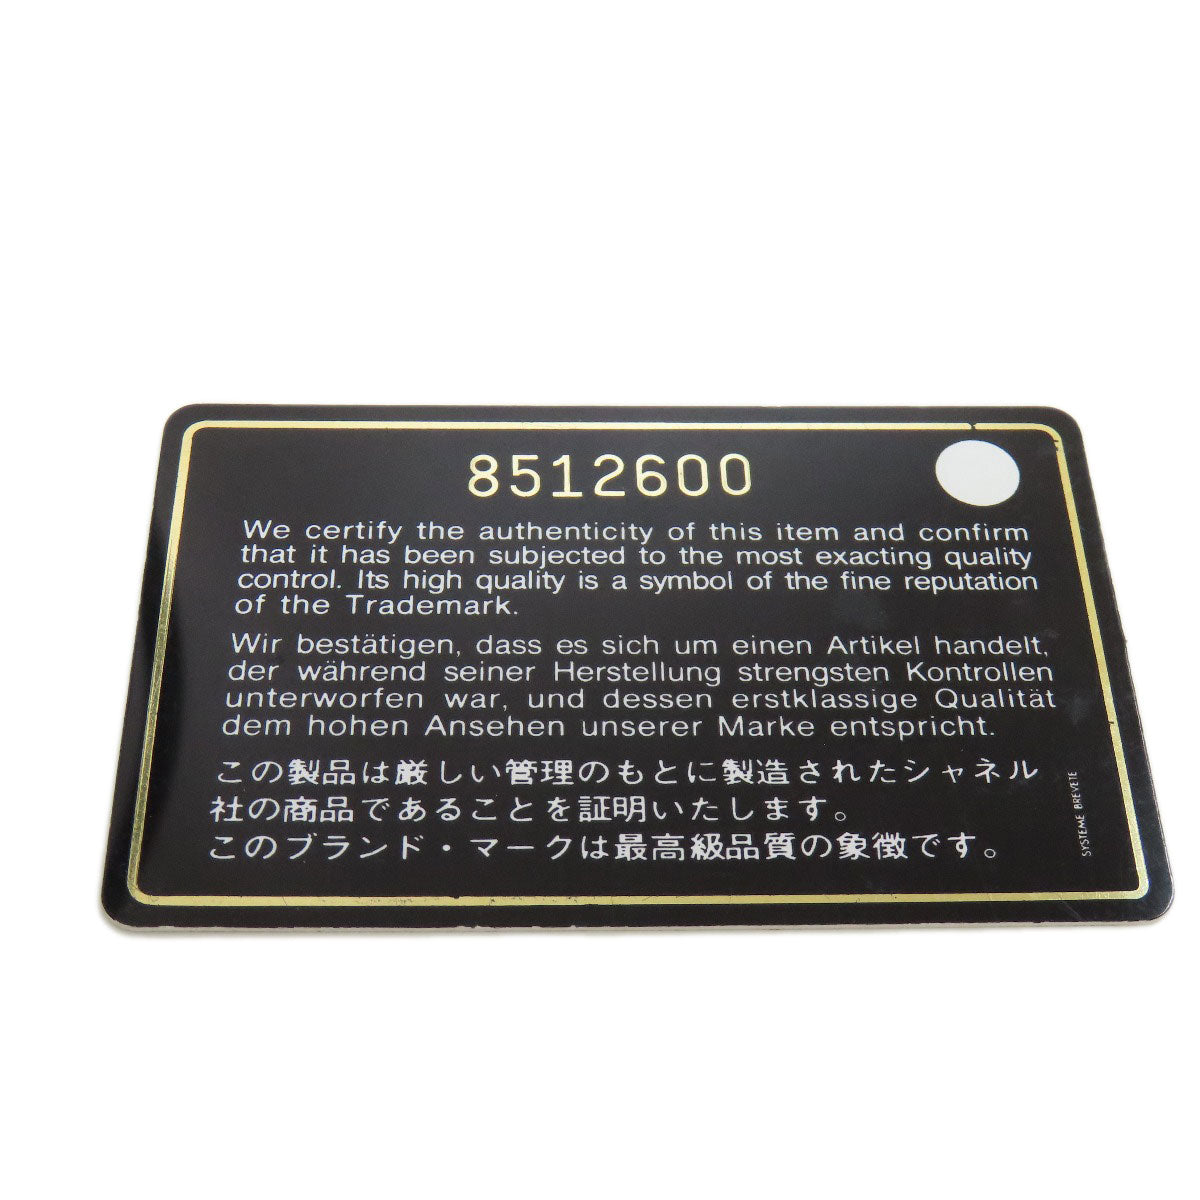 8512600
We certify the authenticity of this item and confirm
that it has been subjected to the most exacting quality
control. Its high quality is a symbol of the fine reputation
of the Trademark.
Wir bestätigen, dass es sich um einen Artikel handelt,
der während seiner Herstellung strengsten Kontrollen
unterworfen war, und dessen erstklassige Qualität
dem hohen Ansehen unserer Marke entspricht.
この製品は厳しい管理のもとに製造されたシャネル
社の商品であることを証明いたします。
このブランド・マークは最高級品質の象徴です。
SYSTEME BREVETE